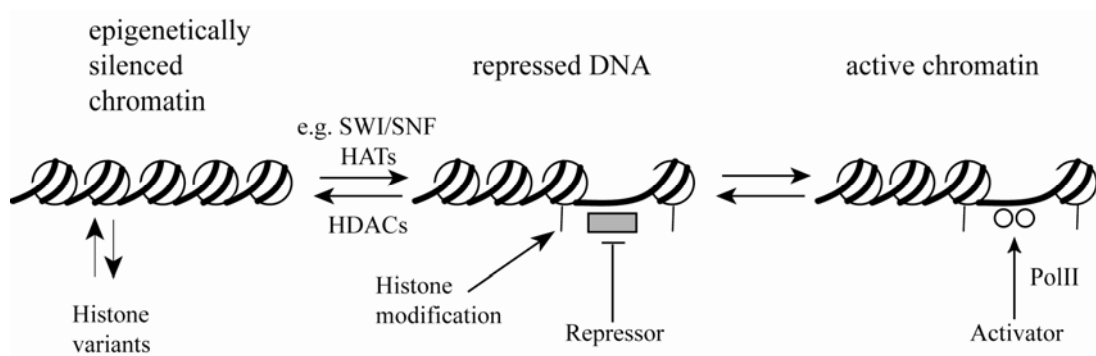 epigenetically
silenced
chromatin
repressed DNA
active chromatin
e.g. SWI/SNF
HATs
HDACs
Histone
variants
Histone
modification
Repressor
PolII
Activator